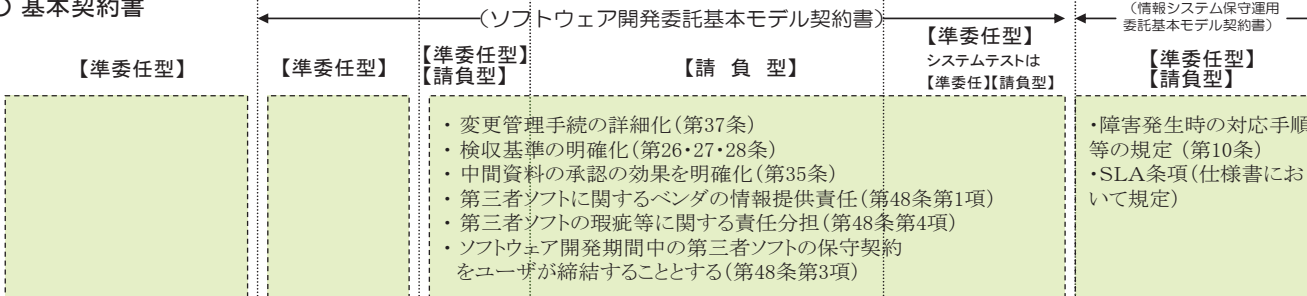 〇 基本契約書
(ソフトウェア開発委託基本モデル契約書)
(情報システム保守運用
委託基本モデル契約書)
【準委任型】
【準委任型】
【準委任型】
【請負型】
【請 負 型】
【準委任型】
システムテストは
【準委任】【請負型】
【準委任型】
【請負型】
・ 変更管理手続の詳細化(第37条)
・ 検収基準の明確化(第26・27・28条)
・ 中間資料の承認の効果を明確化(第35条)
・ 第三者ソフトに関するベンダの情報提供責任(第48条第1項)
・ 第三者ソフトの瑕疵等に関する責任分担(第48条第4項)
・ ソフトウェア開発期間中の第三者ソフトの保守契約
をユーザが締結することとする(第48条第3項)
・障害発生時の対応手順
等の規定 (第10条)
・SLA条項(仕様書にお
いて規定)